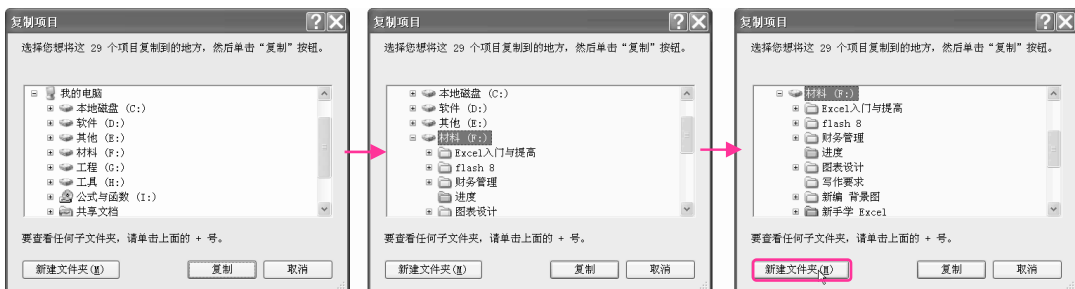 复制项目
选择您想将这 29 个项目复制到的地方，然后单击“复制”按钮。
我的电脑
本地磁盘 (C:)
软件 (D:)
其他 (E:)
材料 (F:)
工程 (G:)
工具 (H:)
公式与函数 (I:)
共享文档
要查看任何子文件夹，请单击上面的 + 号。
新建文件夹(M) 复制 取消
复制项目
选择您想将这 29 个项目复制到的地方，然后单击“复制”按钮。
本地磁盘 (C:)
软件 (D:)
其他 (E:)
材料 (F:)
Excel入门与提高
flash 8
财务管理
进度
图表设计
要查看任何子文件夹，请单击上面的 + 号。
新建文件夹(M) 复制 取消
复制项目
选择您想将这 29 个项目复制到的地方，然后单击“复制”按钮。
材料 (F:)
Excel入门与提高
flash 8
财务管理
进度
图表设计
写作要求
新编 背景图
新手学 Excel
要查看任何子文件夹，请单击上面的 + 号。
新建文件夹(M) 复制 取消